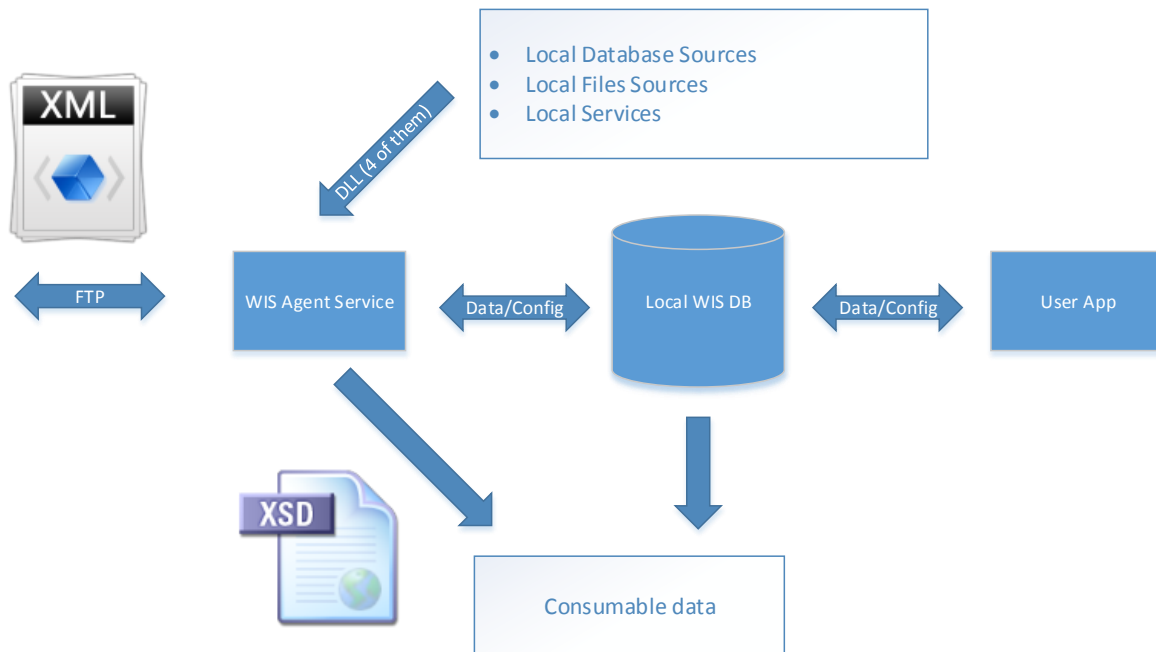 • Local Database Sources
• Local Files Sources
• Local Services
XML
DLL (4 of them)
FTP
WIS Agent Service
Data/Config
Local WIS DB
Data/Config
User App
XSD
Consumable data